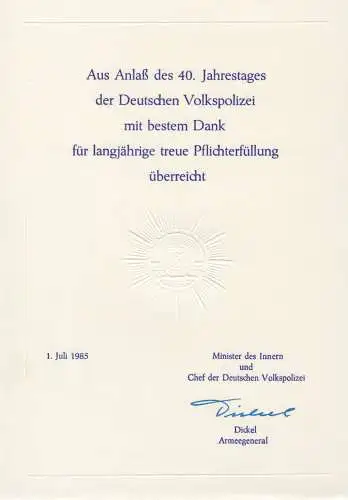 Aus Anlaß des 40. Jahrestages
der Deutschen Volkspolizei
mit bestem Dank
für langjährige treue Pflichterfüllung
überreicht
1. Juli 1985
Minister des Innern
und
Chef der Deutschen Volkspolizei
Dickel
Dickel
Armeegeneral